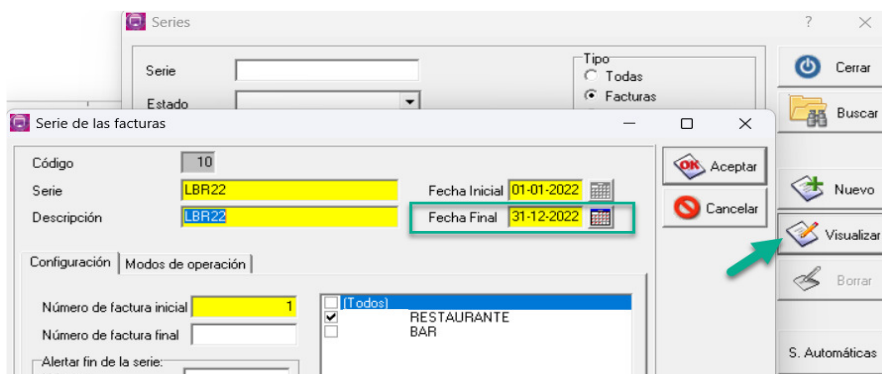 Series
Serie
Estado
Tipo
Todas
Facturas
Cerrar
Buscar
Nuevo
Visualizar
Borrar
S. Automáticas
Serie de las facturas
Código 10
Serie LBR22
Fecha Inicial 01-01-2022
Descripción LBR22
Fecha Final 31-12-2022
OK Aceptar
Cancelar
Configuración Modos de operación
Número de factura inicial 1
Número de factura final
Alertar fin de la serie:
(Todos)
RESTAURANTE
BAR